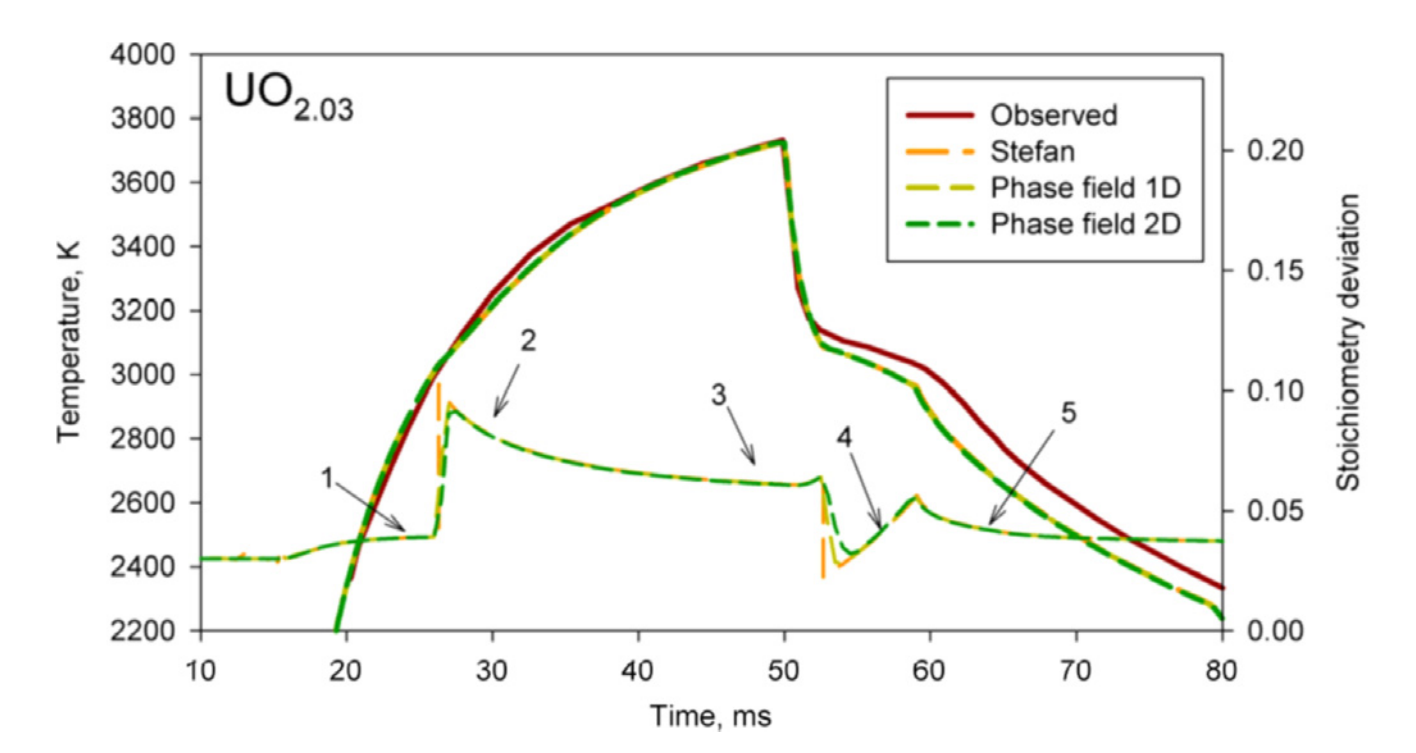 UO2.03
Observed
Stefan
Phase field 1D
Phase field 2D
4000
3800
3600
3400
3200
3000
2800
2600
2400
2200
Temperature, K
0.20
0.15
0.10
0.05
0.00
Stoichiometry deviation
1
2
3
4
5
10 20 30 40 50 60 70 80
Time, ms